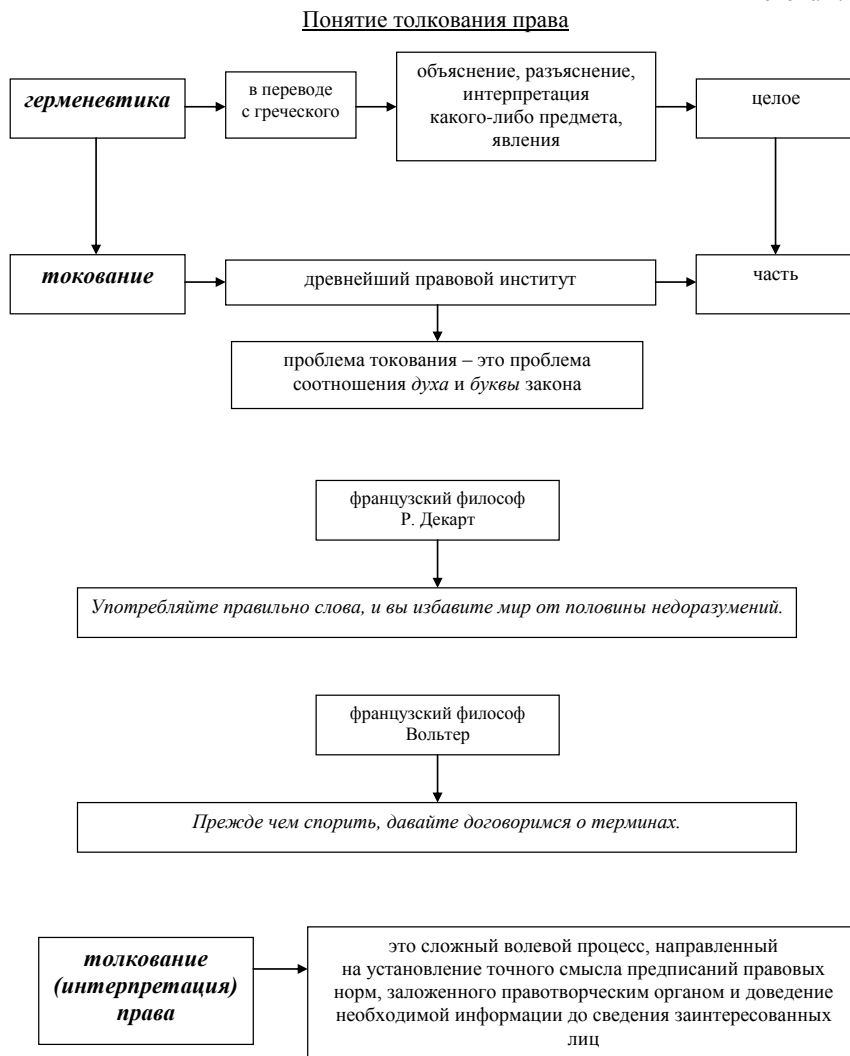 Понятие толкования права
герменевтика
в переводе
с греческого
объяснение, разъяснение,
интерпретация
какого-либо предмета,
явления
целое
токование
древнейший правовой институт
часть
проблема токования – это проблема
соотношения духа и буквы закона
французский философ
Р. Декарт
Употребляйте правильно слова, и вы избавите мир от половины недоразумений.
французский философ
Вольтер
Прежде чем спорить, давайте договоримся о терминах.
толкование
(интерпретация)
права
это сложный волевой процесс, направленный
на установление точного смысла предписаний правовых
норм, заложенного правотворческим органом и доведение
необходимой информации до сведения заинтересованных
лиц